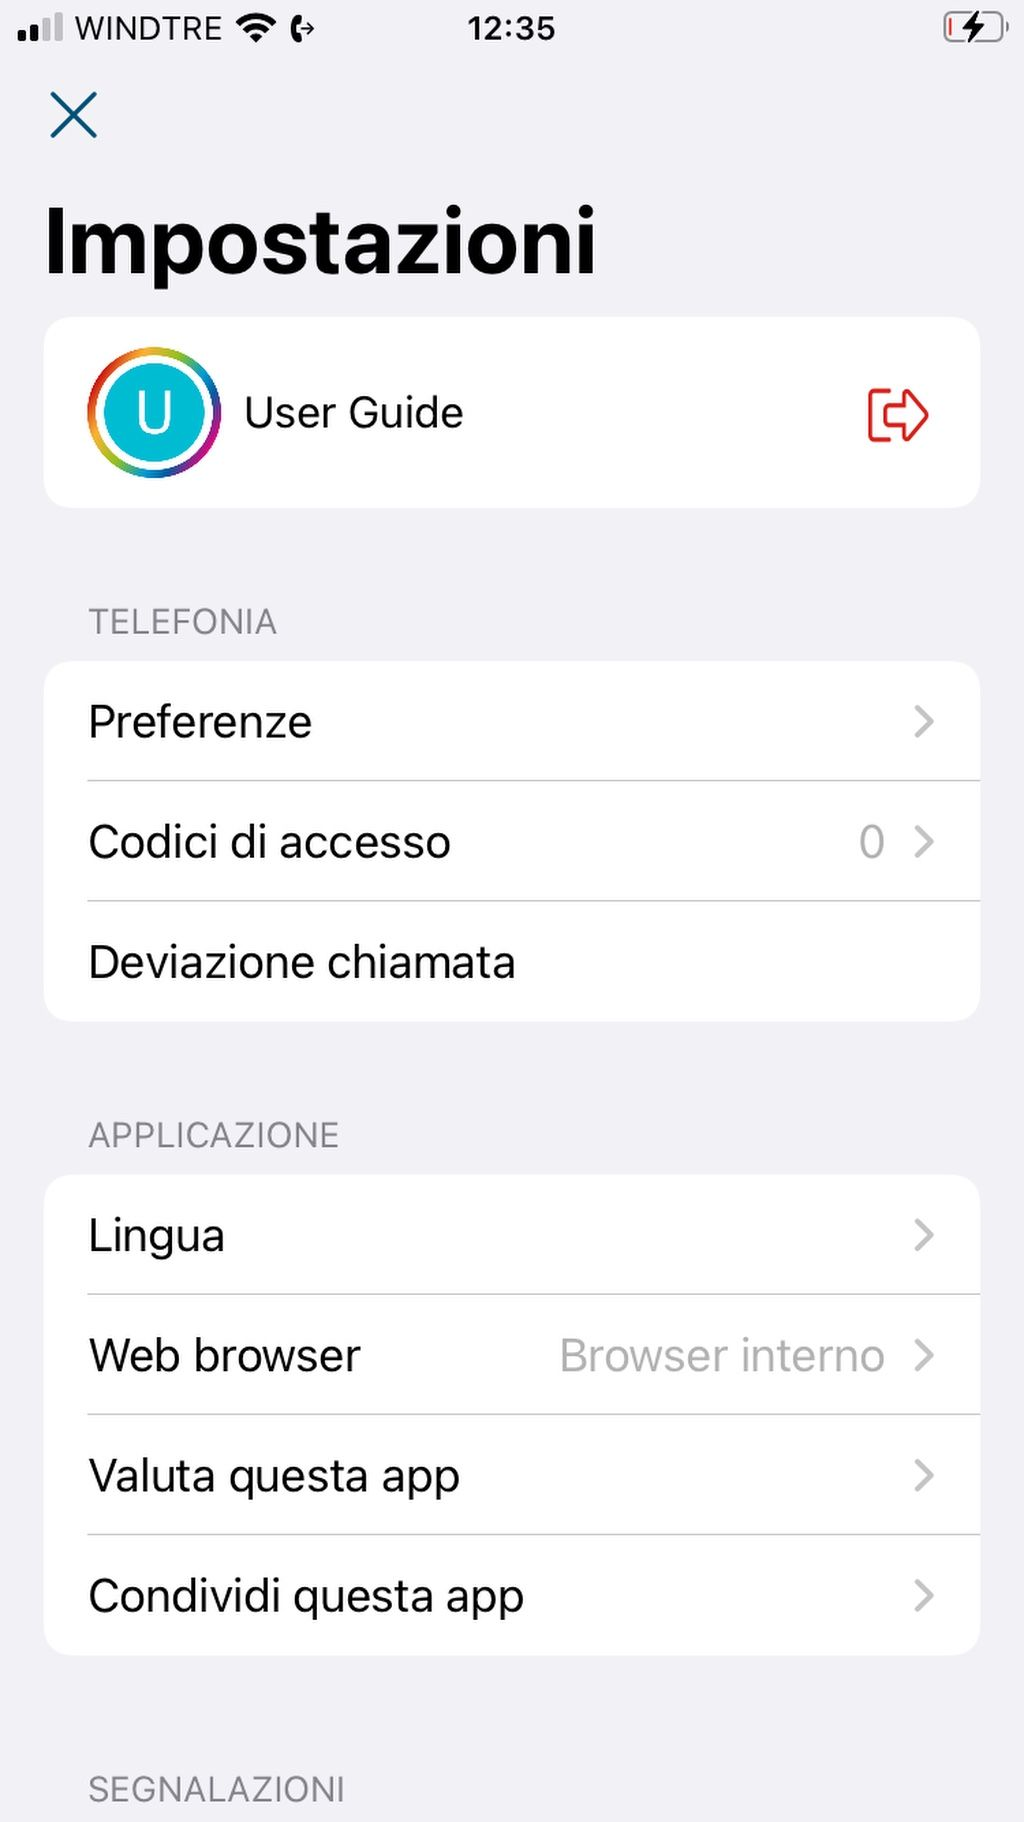 WINDTRE 12:35
Impostazioni
U User Guide
TELEFONIA
Preferenze
Codici di accesso 0
Deviazione chiamata
APPLICAZIONE
Lingua
Web browser Browser interno
Valuta questa app
Condividi questa app
SEGNALAZIONI